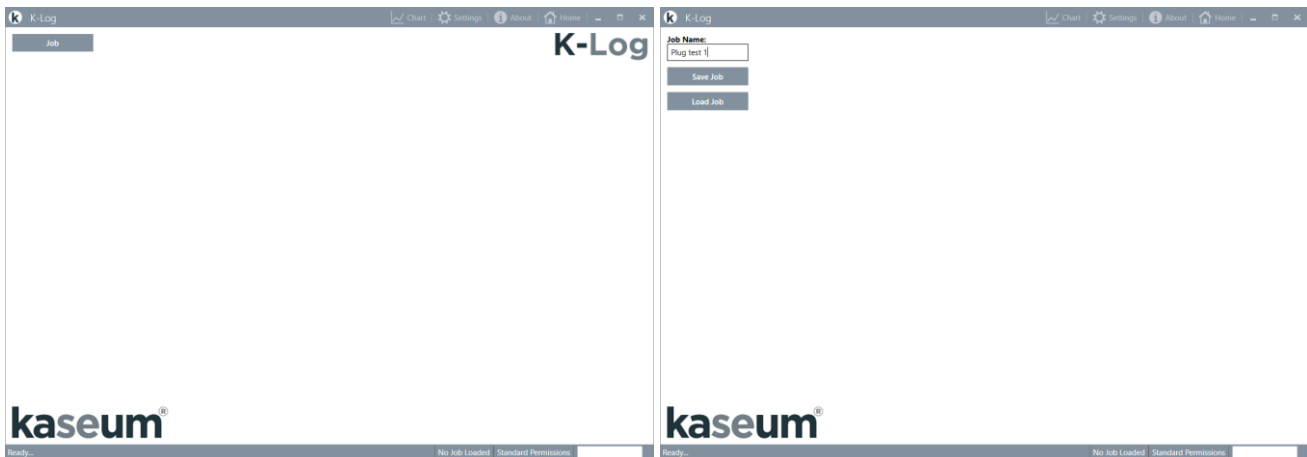 K-Log
Chart
Settings
About
Home
Job
K-Log
kaseum®
Ready...
No Job Loaded
Standard Permissions
K-Log
Chart
Settings
About
Home
Job Name:
Plug test 1
Save Job
Load Job
kaseum®
Ready...
No Job Loaded
Standard Permissions